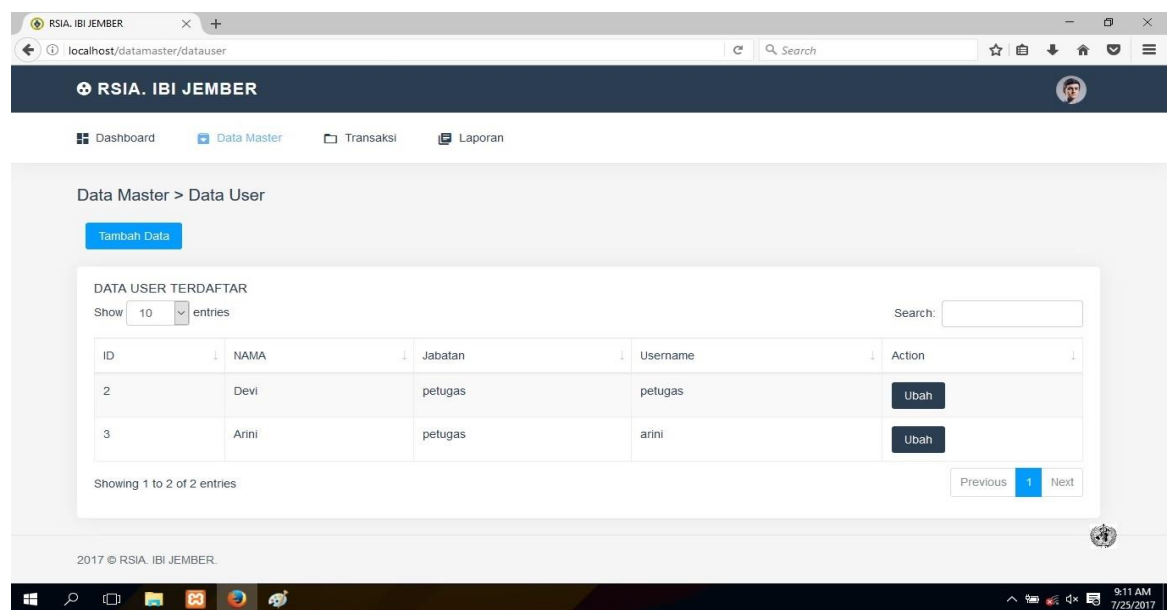 RSIA. IBI JEMBER
localhost/datamaster/datauser
Search
RSIA. IBI JEMBER
Dashboard Data Master Transaksi Laporan
Data Master > Data User
Tambah Data
DATA USER TERDAFTAR
Show 10 entries Search:
ID NAMA Jabatan Username Action
2 Devi petugas petugas Ubah
3 Arini petugas arini Ubah
Showing 1 to 2 of 2 entries Previous 1 Next
2017 © RSIA. IBI JEMBER.
9:11 AM
7/25/2017